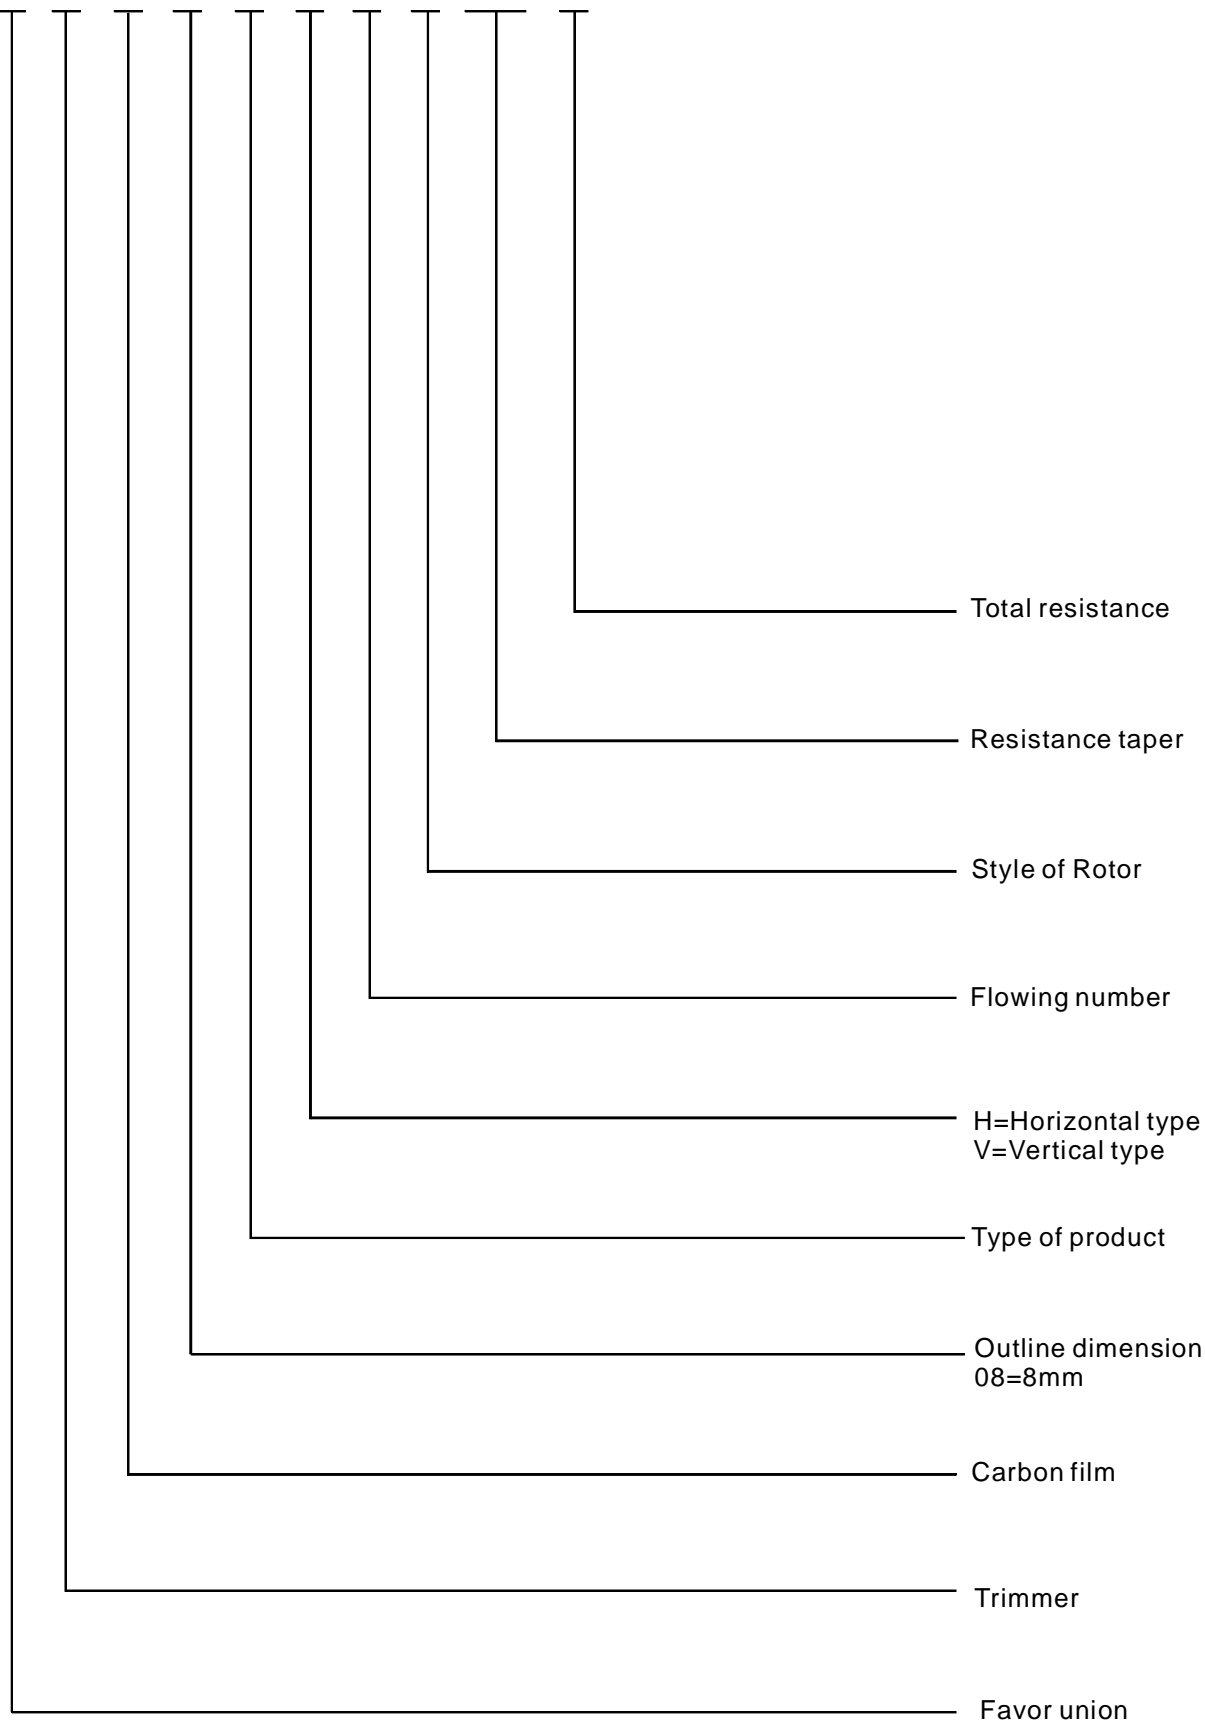 Total resistance
Resistance taper
Style of Rotor
Flowing number
H=Horizontal type
V=Vertical type
Type of product
Outline dimension
08=8mm
Carbon film
Trimmer
Favor union